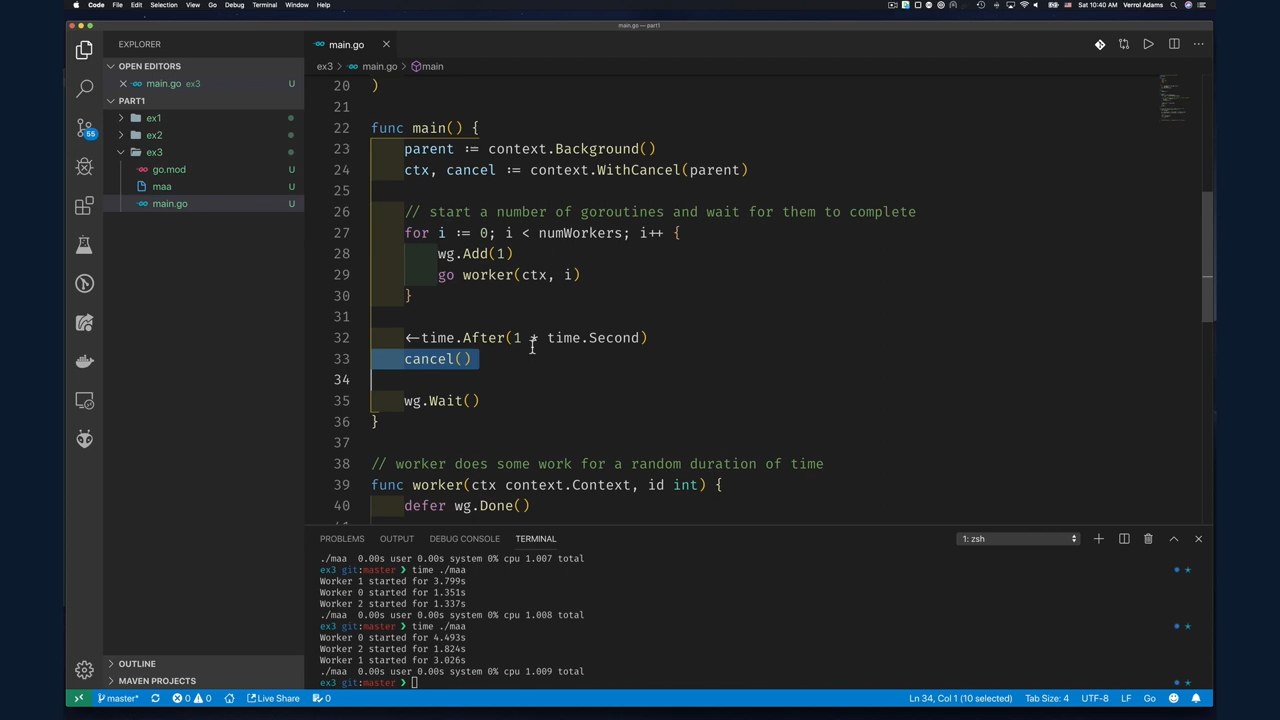 Code File Edit Selection View Go Debug Terminal Window Help Sat 10:40 AM Verrol Adams
main.go — part1
EXPLORER
OPEN EDITORS
main.go ex3 U
PART1
ex1
ex2
ex3
go.mod U
maa U
main.go U
OUTLINE
MAVEN PROJECTS
55
main.go
ex3 > main.go > main
20 )
21
22 func main() {
23 parent := context.Background()
24 ctx, cancel := context.WithCancel(parent)
25
26 // start a number of goroutines and wait for them to complete
27 for i := 0; i < numWorkers; i++ {
28 wg.Add(1)
29 go worker(ctx, i)
30 }
31
32 <-time.After(1 * time.Second)
33 cancel()
34
35 wg.Wait()
36 }
37
38 // worker does some work for a random duration of time
39 func worker(ctx context.Context, id int) {
40 defer wg.Done()
PROBLEMS OUTPUT DEBUG CONSOLE TERMINAL 1: zsh
./maa 0.00s user 0.00s system 0% cpu 1.007 total
ex3 git:master ❯ time ./maa
Worker 1 started for 3.799s
Worker 0 started for 1.351s
Worker 2 started for 1.337s
./maa 0.00s user 0.00s system 0% cpu 1.008 total
ex3 git:master ❯ time ./maa
Worker 0 started for 4.493s
Worker 2 started for 1.824s
Worker 1 started for 3.026s
./maa 0.00s user 0.00s system 0% cpu 1.009 total
ex3 git:master ❯
master* 0 0 Live Share 0 Ln 34, Col 1 (10 selected) Tab Size: 4 UTF-8 LF Go